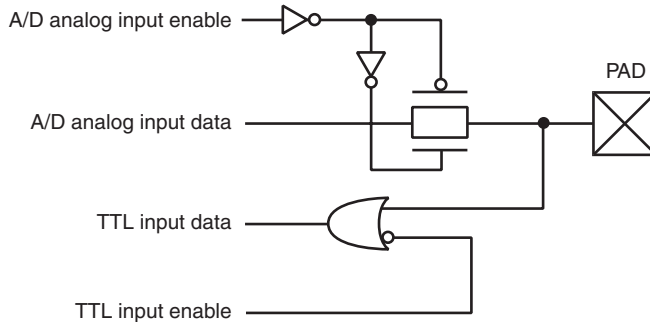 A/D analog input enable
PAD
A/D analog input data
TTL input data
TTL input enable